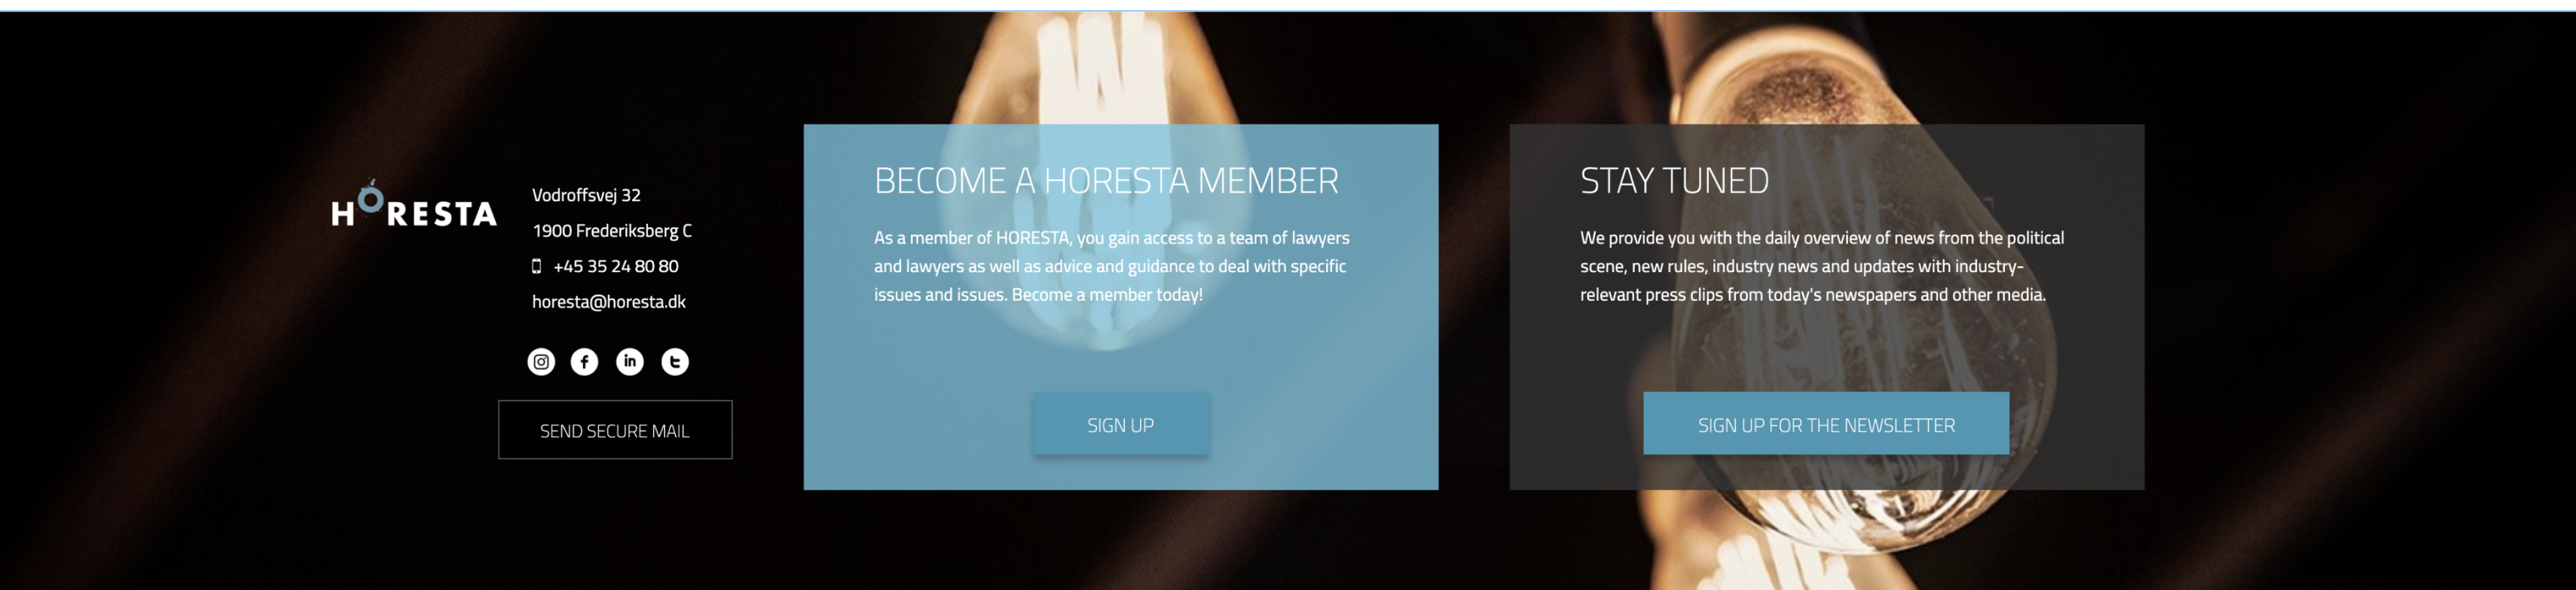 HORESTA
Vodroffsvej 32
1900 Frederiksberg C
+45 35 24 80 80
horesta@horesta.dk
SEND SECURE MAIL
BECOME A HORESTA MEMBER
As a member of HORESTA, you gain access to a team of lawyers
and lawyers as well as advice and guidance to deal with specific
issues and issues. Become a member today!
SIGN UP
STAY TUNED
We provide you with the daily overview of news from the political
scene, new rules, industry news and updates with industry-
relevant press clips from today's newspapers and other media.
SIGN UP FOR THE NEWSLETTER